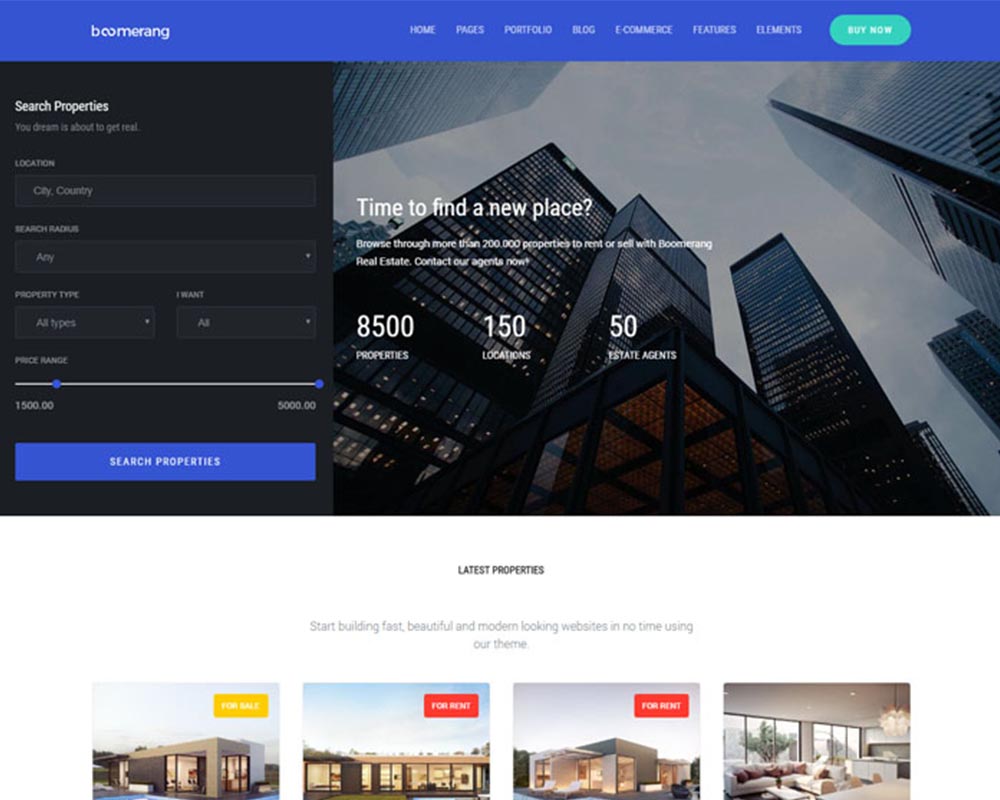 boomerang
HOME PAGES PORTFOLIO BLOG E-COMMERCE FEATURES ELEMENTS BUY NOW
Search Properties
You dream is about to get real.
LOCATION
City, Country
SEARCH RADIUS
Any
PROPERTY TYPE I WANT
All types All
PRICE RANGE
1500.00 5000.00
SEARCH PROPERTIES
Time to find a new place?
Browse through more than 200.000 properties to rent or sell with Boomerang
Real Estate. Contact our agents now!
8500 150 50
PROPERTIES LOCATIONS ESTATE AGENTS
LATEST PROPERTIES
Start building fast, beautiful and modern looking websites in no time using
our theme.
FOR SALE FOR RENT FOR RENT